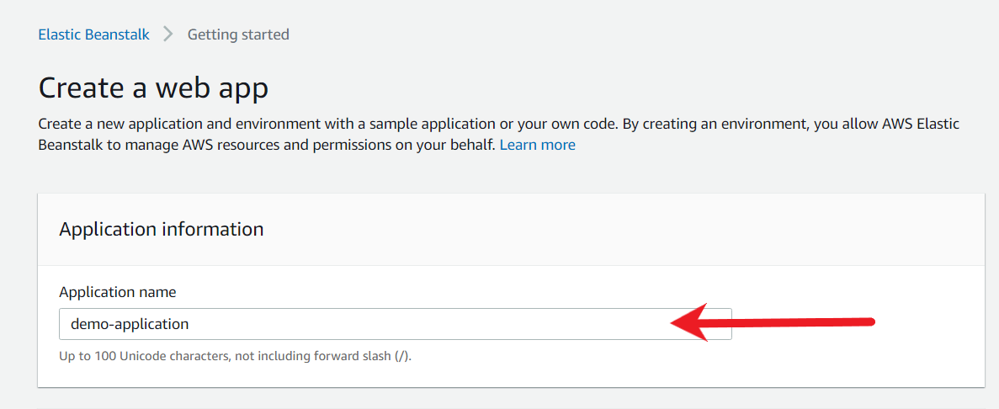 Elastic Beanstalk > Getting started
Create a web app
Create a new application and environment with a sample application or your own code. By creating an environment, you allow AWS Elastic
Beanstalk to manage AWS resources and permissions on your behalf. Learn more
Application information
Application name
demo-application
Up to 100 Unicode characters, not including forward slash (/).